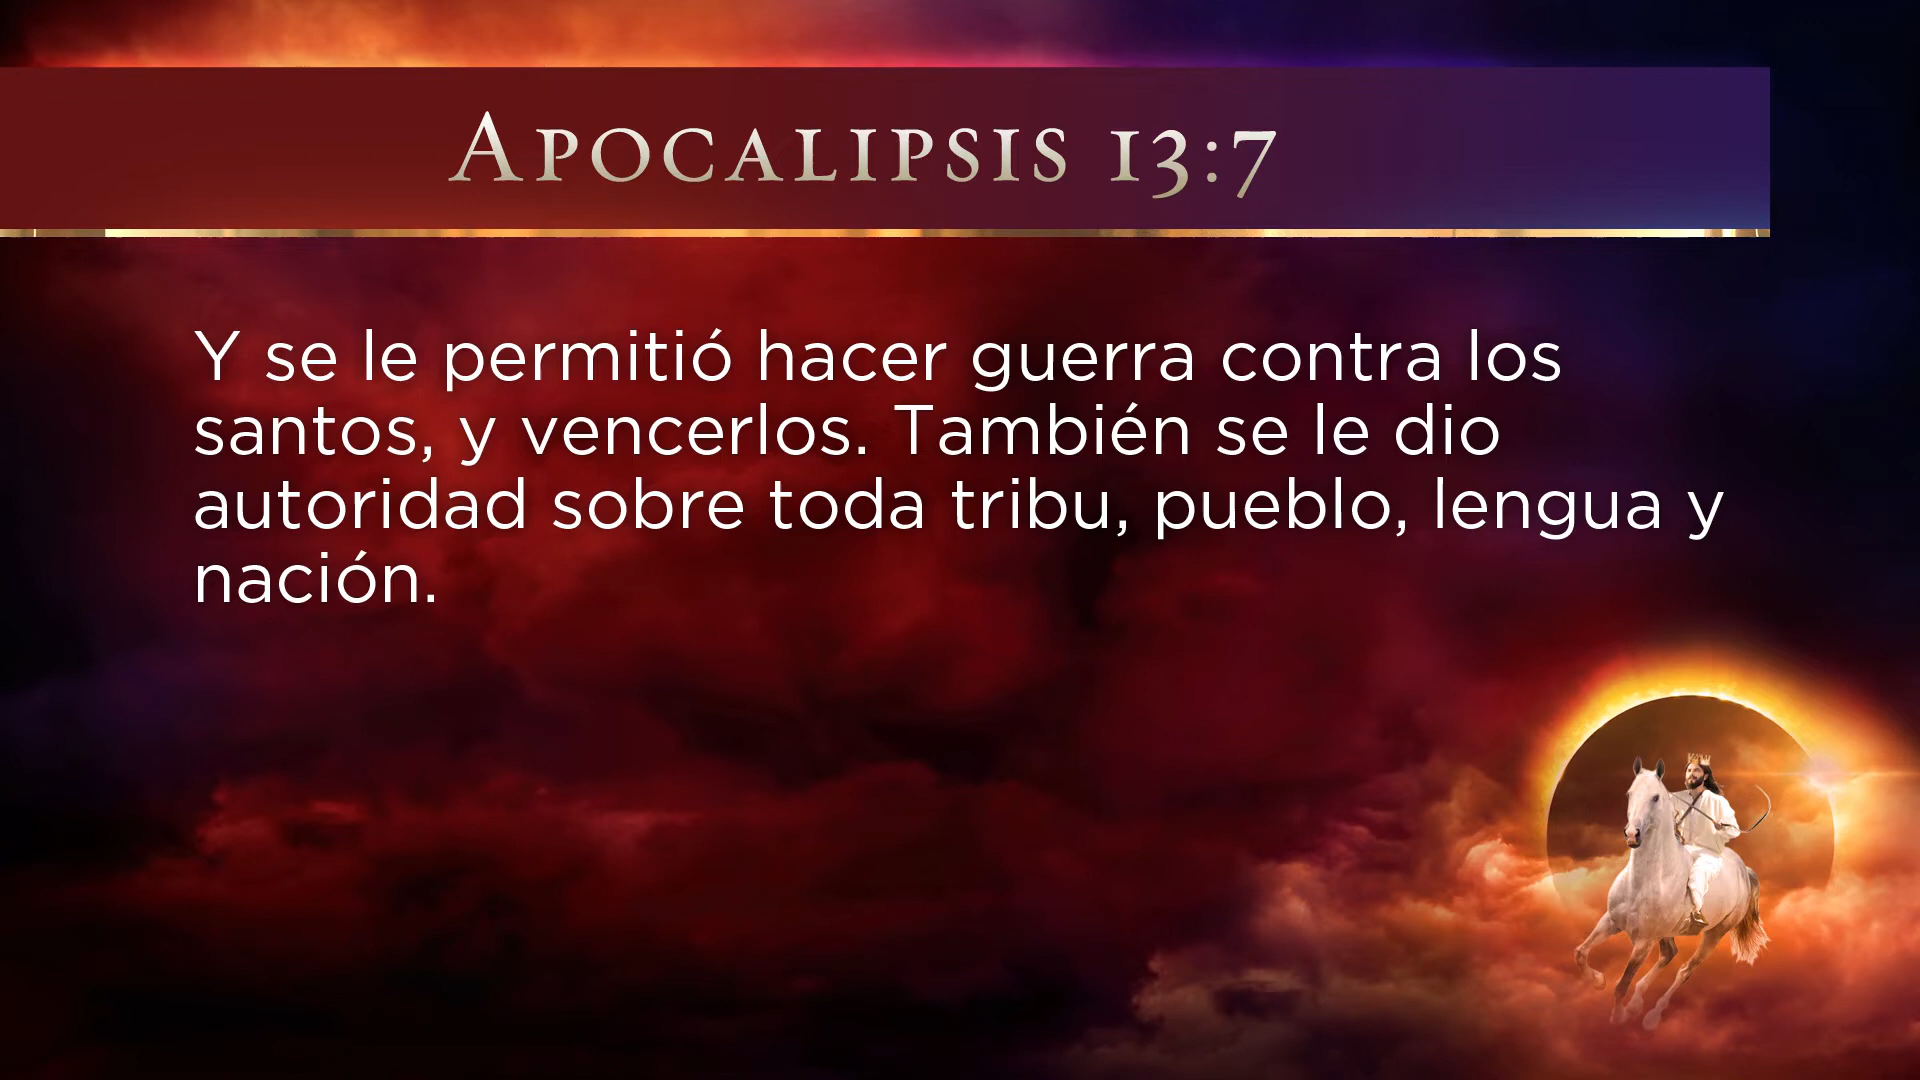 Apocalipsis 13:7
Y se le permitió hacer guerra contra los
santos, y vencerlos. También se le dio
autoridad sobre toda tribu, pueblo, lengua y
nación.